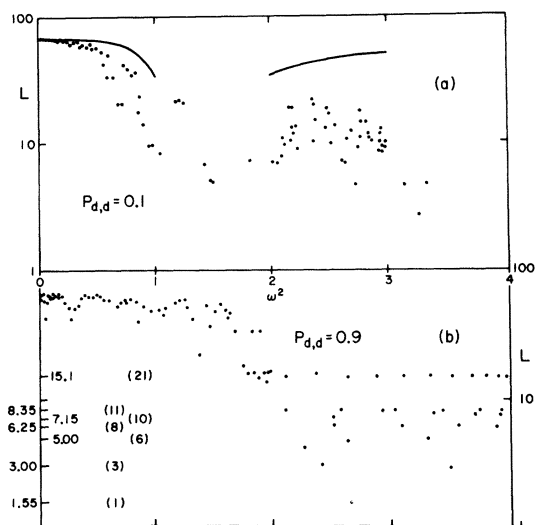 100
L
(a)
10
P_{d,d} = 0.1
1
0 1 2 3 4
ω²
100
P_{d,d} = 0.9 (b)
L
15.1 (21)
8.35 (11)
7.15 (10)
6.25 (8)
5.00 (6)
10
3.00 (3)
1.55 (1)